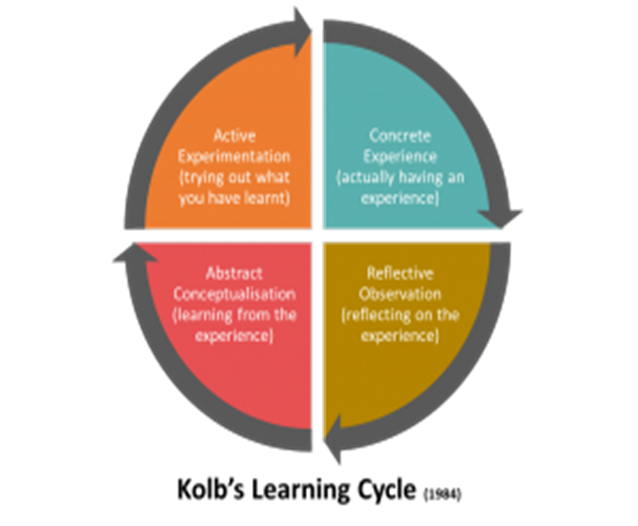 Active
Experimentation
(trying out what
you have learnt)
Concrete
Experience
(actually having an
experience)
Abstract
Conceptualisation
(learning from the
experience)
Reflective
Observation
(reflecting on the
experience)
Kolb's Learning Cycle (1984)